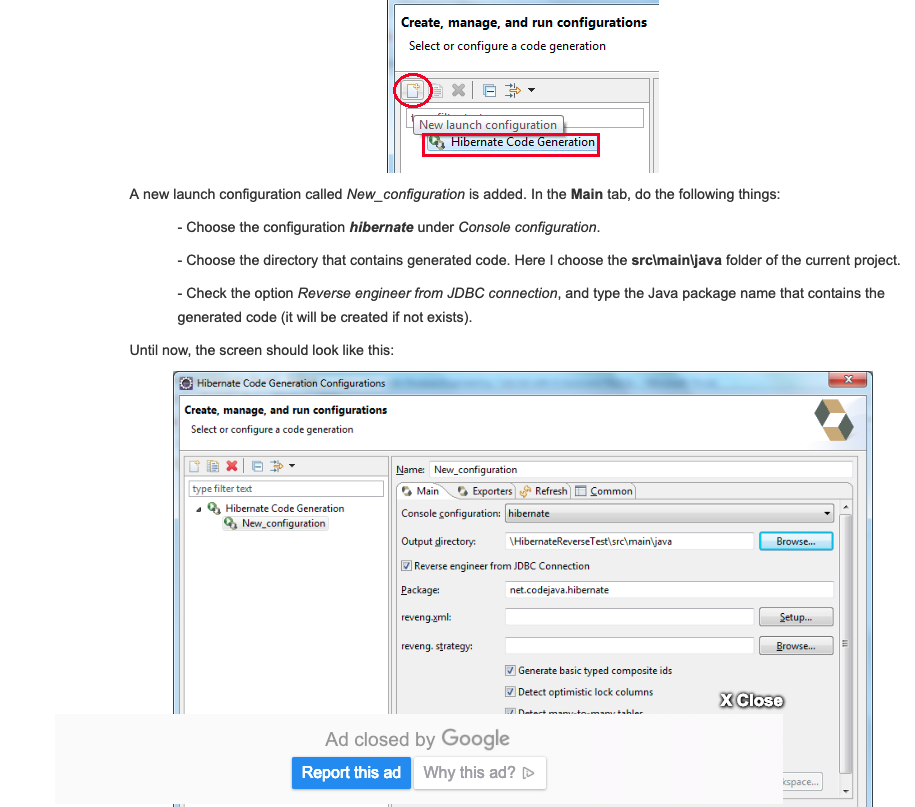 Create, manage, and run configurations
Select or configure a code generation
New launch configuration
Hibernate Code Generation
A new launch configuration called New_configuration is added. In the Main tab, do the following things:
- Choose the configuration hibernate under Console configuration.
- Choose the directory that contains generated code. Here I choose the src\main\java folder of the current project.
- Check the option Reverse engineer from JDBC connection, and type the Java package name that contains the
generated code (it will be created if not exists).
Until now, the screen should look like this:
Hibernate Code Generation Configurations
Create, manage, and run configurations
Select or configure a code generation
Name: New_configuration
type filter text
Main Exporters Refresh Common
Hibernate Code Generation
New_configuration
Console configuration: hibernate
Output directory: \HibernateReverseTest\src\main\java Browse...
Reverse engineer from JDBC Connection
Package: net.codejava.hibernate
reveng.xml: Setup...
reveng. strategy: Browse...
Generate basic typed composite ids
Detect optimistic lock columns
Detect many-to-many tables
X Close
Ad closed by Google
Report this ad Why this ad?